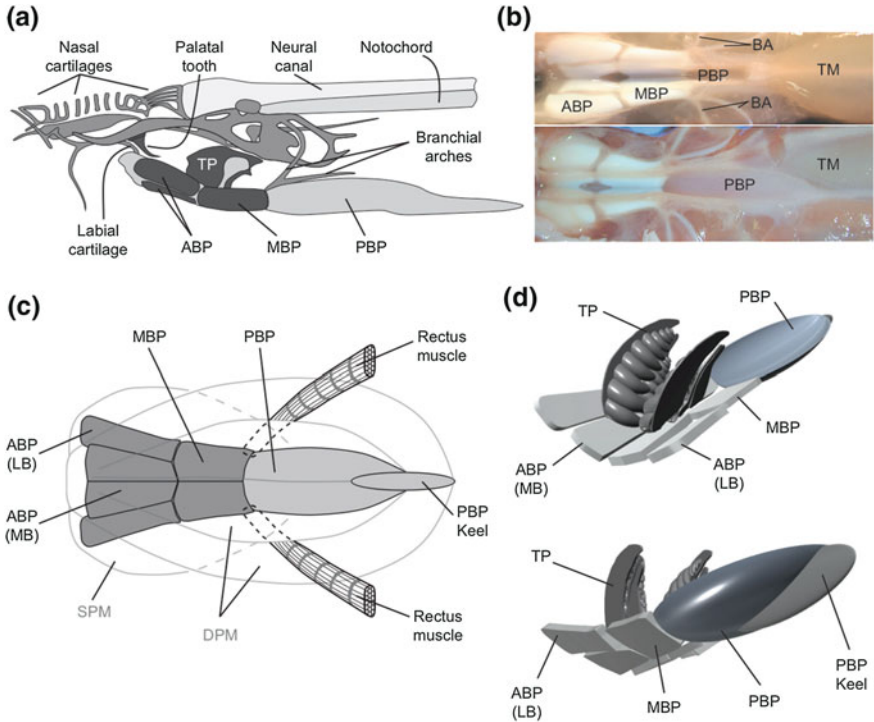 (a)
Nasal
cartilages
Palatal
tooth
Neural
canal
Notochord
TP
Branchial
arches
Labial
cartilage
ABP
MBP
PBP
(b)
BA
PBP
TM
MBP
ABP
BA
TM
PBP
(c)
MBP
PBP
Rectus
muscle
ABP
(LB)
ABP
(MB)
PBP
Keel
SPM
DPM
Rectus
muscle
(d)
PBP
TP
MBP
ABP
(MB)
ABP
(LB)
TP
ABP
(LB)
MBP
PBP
PBP
Keel